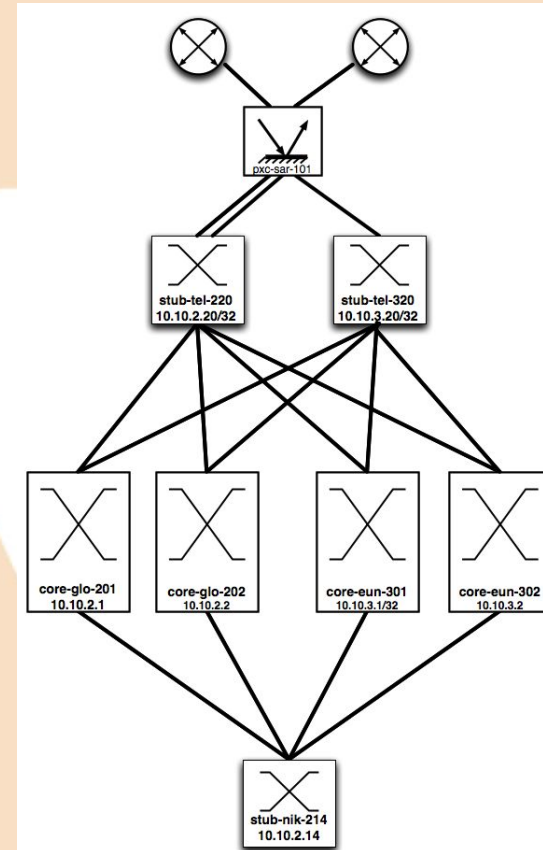 pxc-sar-101
stub-tel-220
10.10.2.20/32
stub-tel-320
10.10.3.20/32
core-glo-201
10.10.2.1
core-glo-202
10.10.2.2
core-eun-301
10.10.3.1/32
core-eun-302
10.10.3.2
stub-nik-214
10.10.2.14